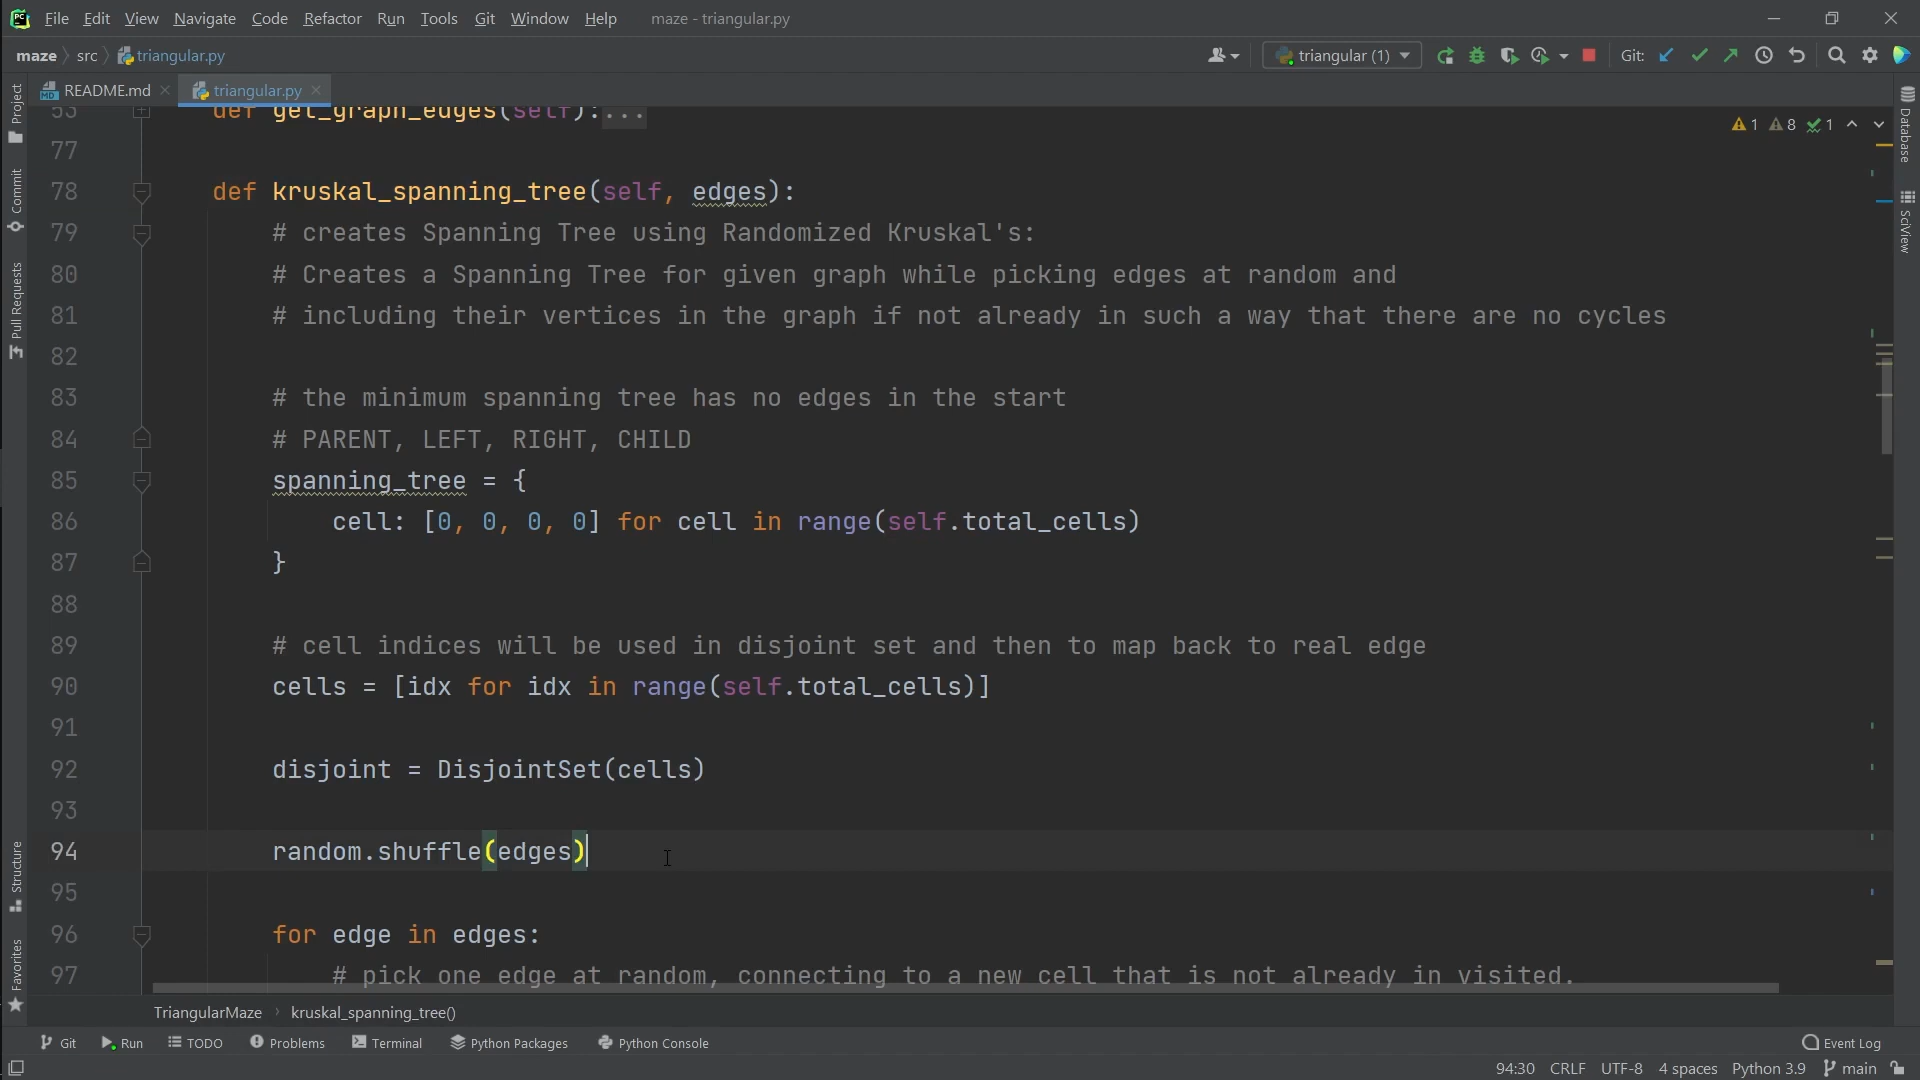 File Edit View Navigate Code Refactor Run Tools Git Window Help maze - triangular.py
maze src triangular.py triangular (1) Git:
README.md triangular.py
53 def get_graph_edges(self):...
1 8 1
77
78 def kruskal_spanning_tree(self, edges):
79 # creates Spanning Tree using Randomized Kruskal's:
80 # Creates a Spanning Tree for given graph while picking edges at random and
81 # including their vertices in the graph if not already in such a way that there are no cycles
82
83 # the minimum spanning tree has no edges in the start
84 # PARENT, LEFT, RIGHT, CHILD
85 spanning_tree = {
86 cell: [0, 0, 0, 0] for cell in range(self.total_cells)
87 }
88
89 # cell indices will be used in disjoint set and then to map back to real edge
90 cells = [idx for idx in range(self.total_cells)]
91
92 disjoint = DisjointSet(cells)
93
94 random.shuffle(edges)
95
96 for edge in edges:
97 # pick one edge at random, connecting to a new cell that is not already in visited.
TriangularMaze kruskal_spanning_tree()
Git Run TODO Problems Terminal Python Packages Python Console Event Log
94:30 CRLF UTF-8 4 spaces Python 3.9 main
Project
Commit
Pull Requests
Structure
Favorites
Database
SciView